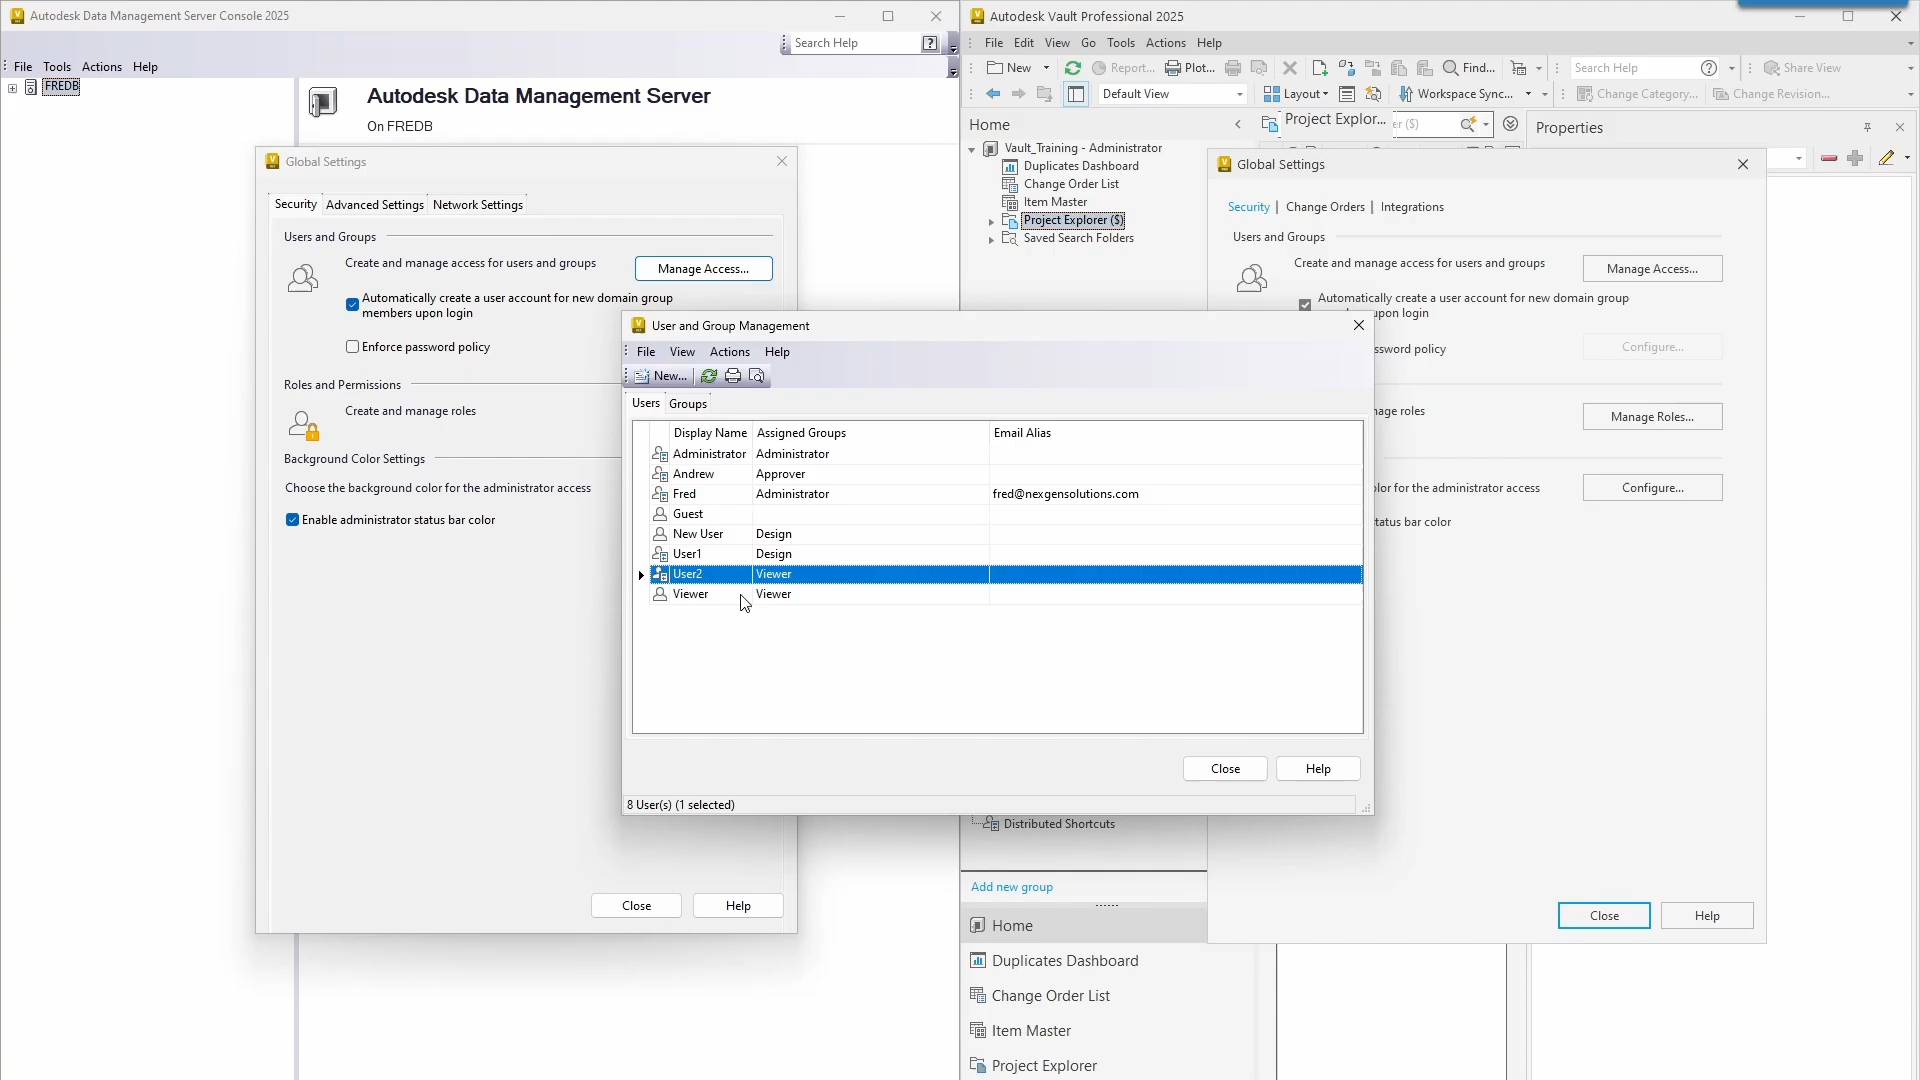 Autodesk Data Management Server Console 2025
Search Help
File Tools Actions Help
FREDB
Autodesk Data Management Server
On FREDB
Global Settings
Security Advanced Settings Network Settings
Users and Groups
Create and manage access for users and groups
Manage Access...
Automatically create a user account for new domain group
members upon login
Enforce password policy
Roles and Permissions
Create and manage roles
Background Color Settings
Choose the background color for the administrator access
Enable administrator status bar color
Close Help
User and Group Management
File View Actions Help
New...
Users Groups
Display Name Assigned Groups Email Alias
Administrator Administrator
Andrew Approver
Fred Administrator fred@nexgensolutions.com
Guest
New User Design
User1 Design
User2 Viewer
Viewer Viewer
Close Help
8 User(s) (1 selected)
Autodesk Vault Professional 2025
File Edit View Go Tools Actions Help
New Report... Plot... Find... Search Help Share View
Default View Layout Workspace Sync... Change Category... Change Revision...
Home
Project Explor... er ($)
Properties
Vault_Training - Administrator
Duplicates Dashboard
Change Order List
Item Master
Project Explorer ($)
Saved Search Folders
Global Settings
Security | Change Orders | Integrations
Users and Groups
Create and manage access for users and groups
Manage Access...
Automatically create a user account for new domain group
upon login
ssword policy
Configure...
age roles
Manage Roles...
olor for the administrator access
Configure...
tatus bar color
Close Help
Distributed Shortcuts
Add new group
Home
Duplicates Dashboard
Change Order List
Item Master
Project Explorer